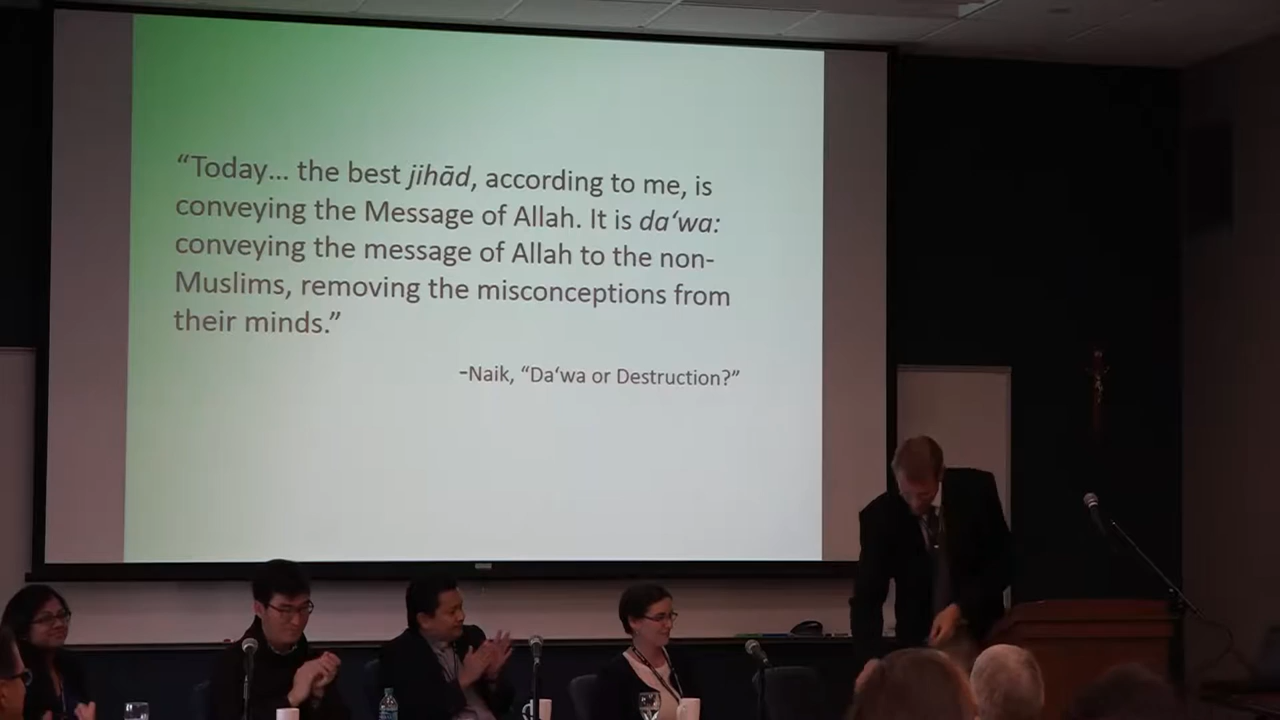 “Today... the best jihād, according to me, is
conveying the Message of Allah. It is da‘wa:
conveying the message of Allah to the non-
Muslims, removing the misconceptions from
their minds.”
–Naik, “Da‘wa or Destruction?”